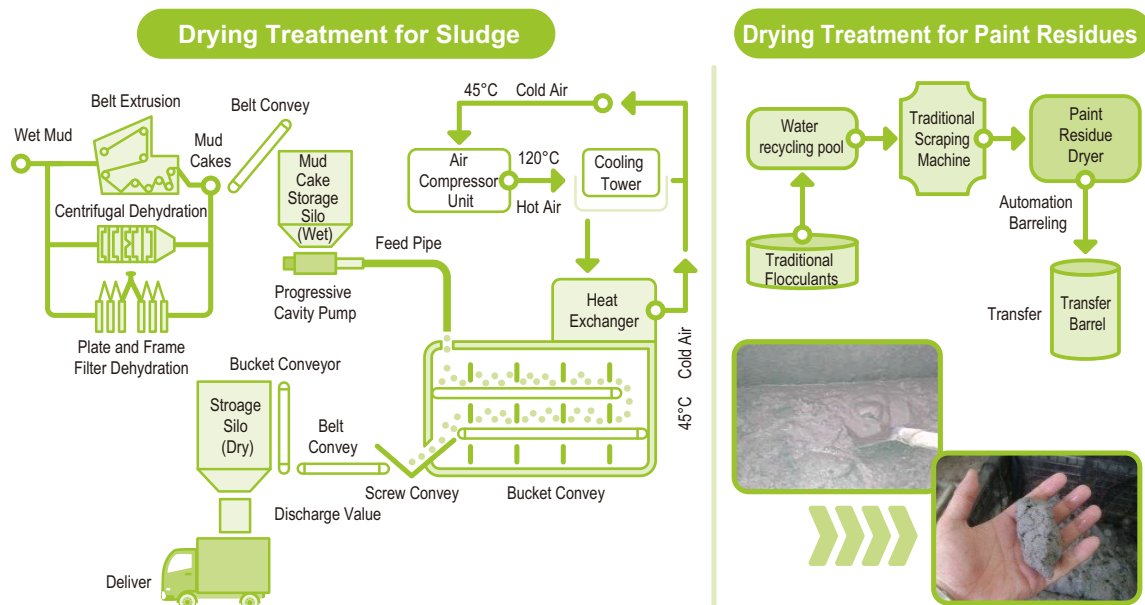 Drying Treatment for Sludge
Belt Extrusion
Belt Convey
Wet Mud
Mud
Cakes
Centrifugal Dehydration
Plate and Frame
Filter Dehydration
Mud
Cake
Storage
Silo
(Wet)
Feed Pipe
Progressive
Cavity Pump
45°C Cold Air
Air
Compressor
Unit
120°C
Hot Air
Cooling
Tower
Heat
Exchanger
45°C Cold Air
Bucket Conveyor
Stroage
Silo
(Dry)
Belt
Convey
Screw Convey
Bucket Convey
Discharge Value
Deliver
Drying Treatment for Paint Residues
Water
recycling pool
Traditional
Scraping
Machine
Paint
Residue
Dryer
Automation
Barreling
Traditional
Flocculants
Transfer
Transfer
Barrel